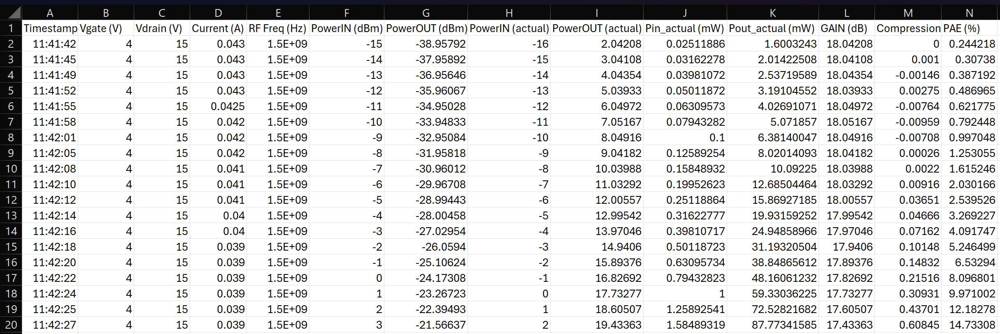 A B C D E F G H I J K L M N
1 Timestamp Vgate (V) Vdrain (V) Current (A) RF Freq (Hz) PowerIN (dBm) PowerOUT (dBm) PowerIN (actual) PowerOUT (actual) Pin_actual (mW) Pout_actual (mW) GAIN (dB) Compression PAE (%)
2 11:41:42 4 15 0.043 1.5E+09 -15 -38.95792 -16 2.04208 0.02511886 1.6003243 18.04208 0 0.244218
3 11:41:45 4 15 0.043 1.5E+09 -14 -37.95892 -15 3.04108 0.03162278 2.01422508 18.04108 0.001 0.30738
4 11:41:49 4 15 0.043 1.5E+09 -13 -36.95646 -14 4.04354 0.03981072 2.53719589 18.04354 -0.00146 0.387192
5 11:41:52 4 15 0.043 1.5E+09 -12 -35.96067 -13 5.03933 0.05011872 3.19104552 18.03933 0.00275 0.486965
6 11:41:55 4 15 0.0425 1.5E+09 -11 -34.95028 -12 6.04972 0.06309573 4.02691071 18.04972 -0.00764 0.621775
7 11:41:58 4 15 0.042 1.5E+09 -10 -33.94833 -11 7.05167 0.07943282 5.071857 18.05167 -0.00959 0.792448
8 11:42:01 4 15 0.042 1.5E+09 -9 -32.95084 -10 8.04916 0.1 6.38140047 18.04916 -0.00708 0.997048
9 11:42:05 4 15 0.042 1.5E+09 -8 -31.95818 -9 9.04182 0.12589254 8.02014093 18.04182 0.00026 1.253055
10 11:42:08 4 15 0.041 1.5E+09 -7 -30.96012 -8 10.03988 0.15848932 10.09225 18.03988 0.0022 1.615246
11 11:42:10 4 15 0.041 1.5E+09 -6 -29.96708 -7 11.03292 0.19952623 12.68504464 18.03292 0.00916 2.030166
12 11:42:12 4 15 0.041 1.5E+09 -5 -28.99443 -6 12.00557 0.25118864 15.86927185 18.00557 0.03651 2.539526
13 11:42:14 4 15 0.04 1.5E+09 -4 -28.00458 -5 12.99542 0.31622777 19.93159252 17.99542 0.04666 3.269227
14 11:42:16 4 15 0.04 1.5E+09 -3 -27.02954 -4 13.97046 0.39810717 24.94858966 17.97046 0.07162 4.091747
15 11:42:18 4 15 0.039 1.5E+09 -2 -26.0594 -3 14.9406 0.50118723 31.19320504 17.9406 0.10148 5.246499
16 11:42:20 4 15 0.039 1.5E+09 -1 -25.10624 -2 15.89376 0.63095734 38.84865612 17.89376 0.14832 6.53294
17 11:42:22 4 15 0.039 1.5E+09 0 -24.17308 -1 16.82692 0.79432823 48.16061232 17.82692 0.21516 8.096801
18 11:42:24 4 15 0.039 1.5E+09 1 -23.26723 0 17.73277 1 59.33036225 17.73277 0.30931 9.971002
19 11:42:25 4 15 0.039 1.5E+09 2 -22.39493 1 18.60507 1.25892541 72.52821682 17.60507 0.43701 12.18278
20 11:42:27 4 15 0.039 1.5E+09 3 -21.56637 2 19.43363 1.58489319 87.77341585 17.43363 0.60845 14.73308